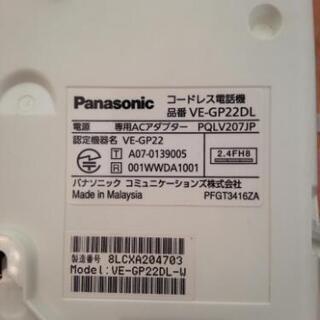 Panasonic コードレス電話機
品番 VE-GP22DL
電源 専用ACアダプター PQLV207JP
認定機器名 VE-GP22
T A07-0139005
R 001WWDA1001
2.4FH8
パナソニック コミュニケーションズ株式会社
Made in Malaysia PFGT3416ZA
製造番号 8LCXA204703
Model:VE-GP22DL-W